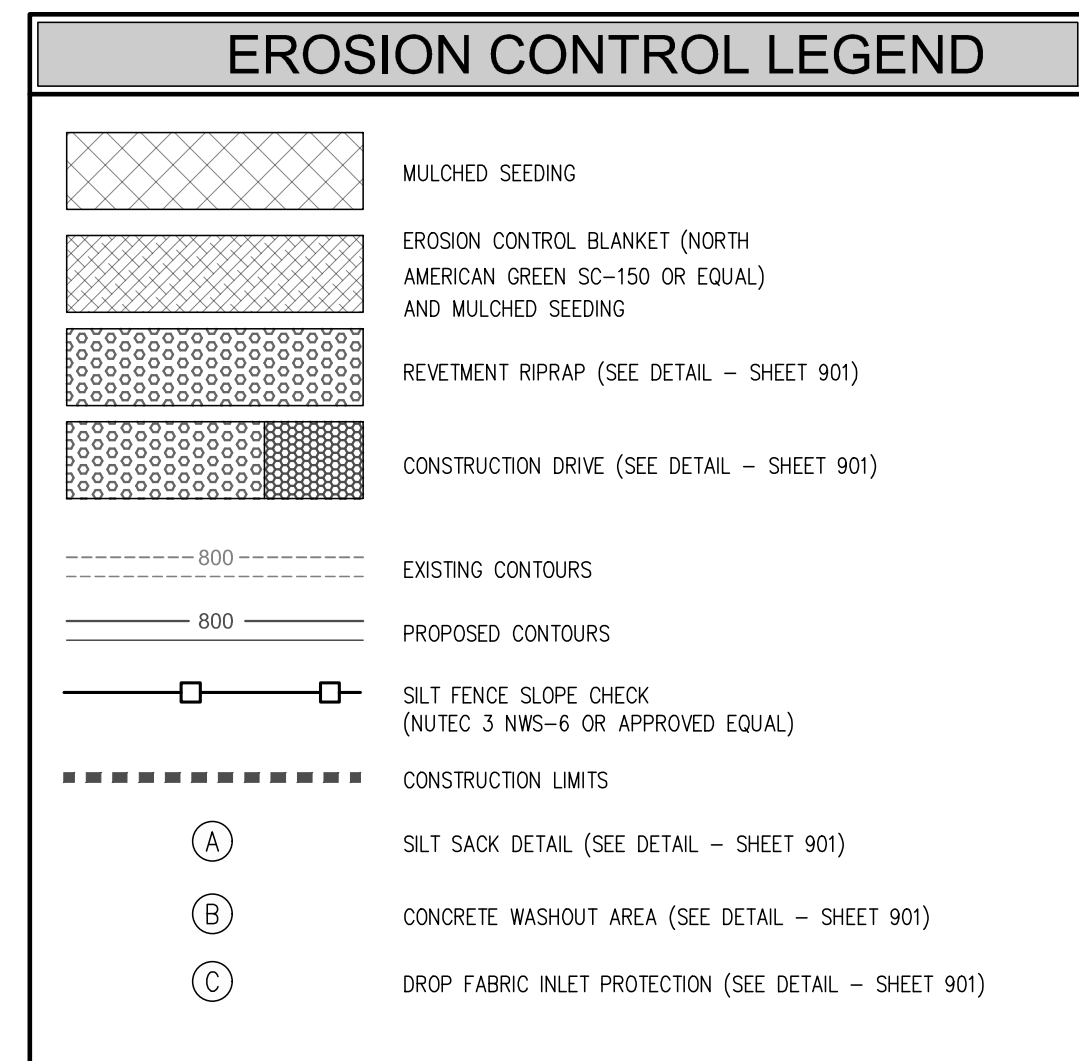 EROSION CONTROL LEGEND
MULCHED SEEDING
EROSION CONTROL BLANKET (NORTH
AMERICAN GREEN SC-150 OR EQUAL)
AND MULCHED SEEDING
REVETMENT RIPRAP (SEE DETAIL - SHEET 901)
CONSTRUCTION DRIVE (SEE DETAIL - SHEET 901)
800
EXISTING CONTOURS
800
PROPOSED CONTOURS
SILT FENCE SLOPE CHECK
(NUTEC 3 NWS-6 OR APPROVED EQUAL)
CONSTRUCTION LIMITS
A SILT SACK DETAIL (SEE DETAIL - SHEET 901)
B CONCRETE WASHOUT AREA (SEE DETAIL - SHEET 901)
C DROP FABRIC INLET PROTECTION (SEE DETAIL - SHEET 901)